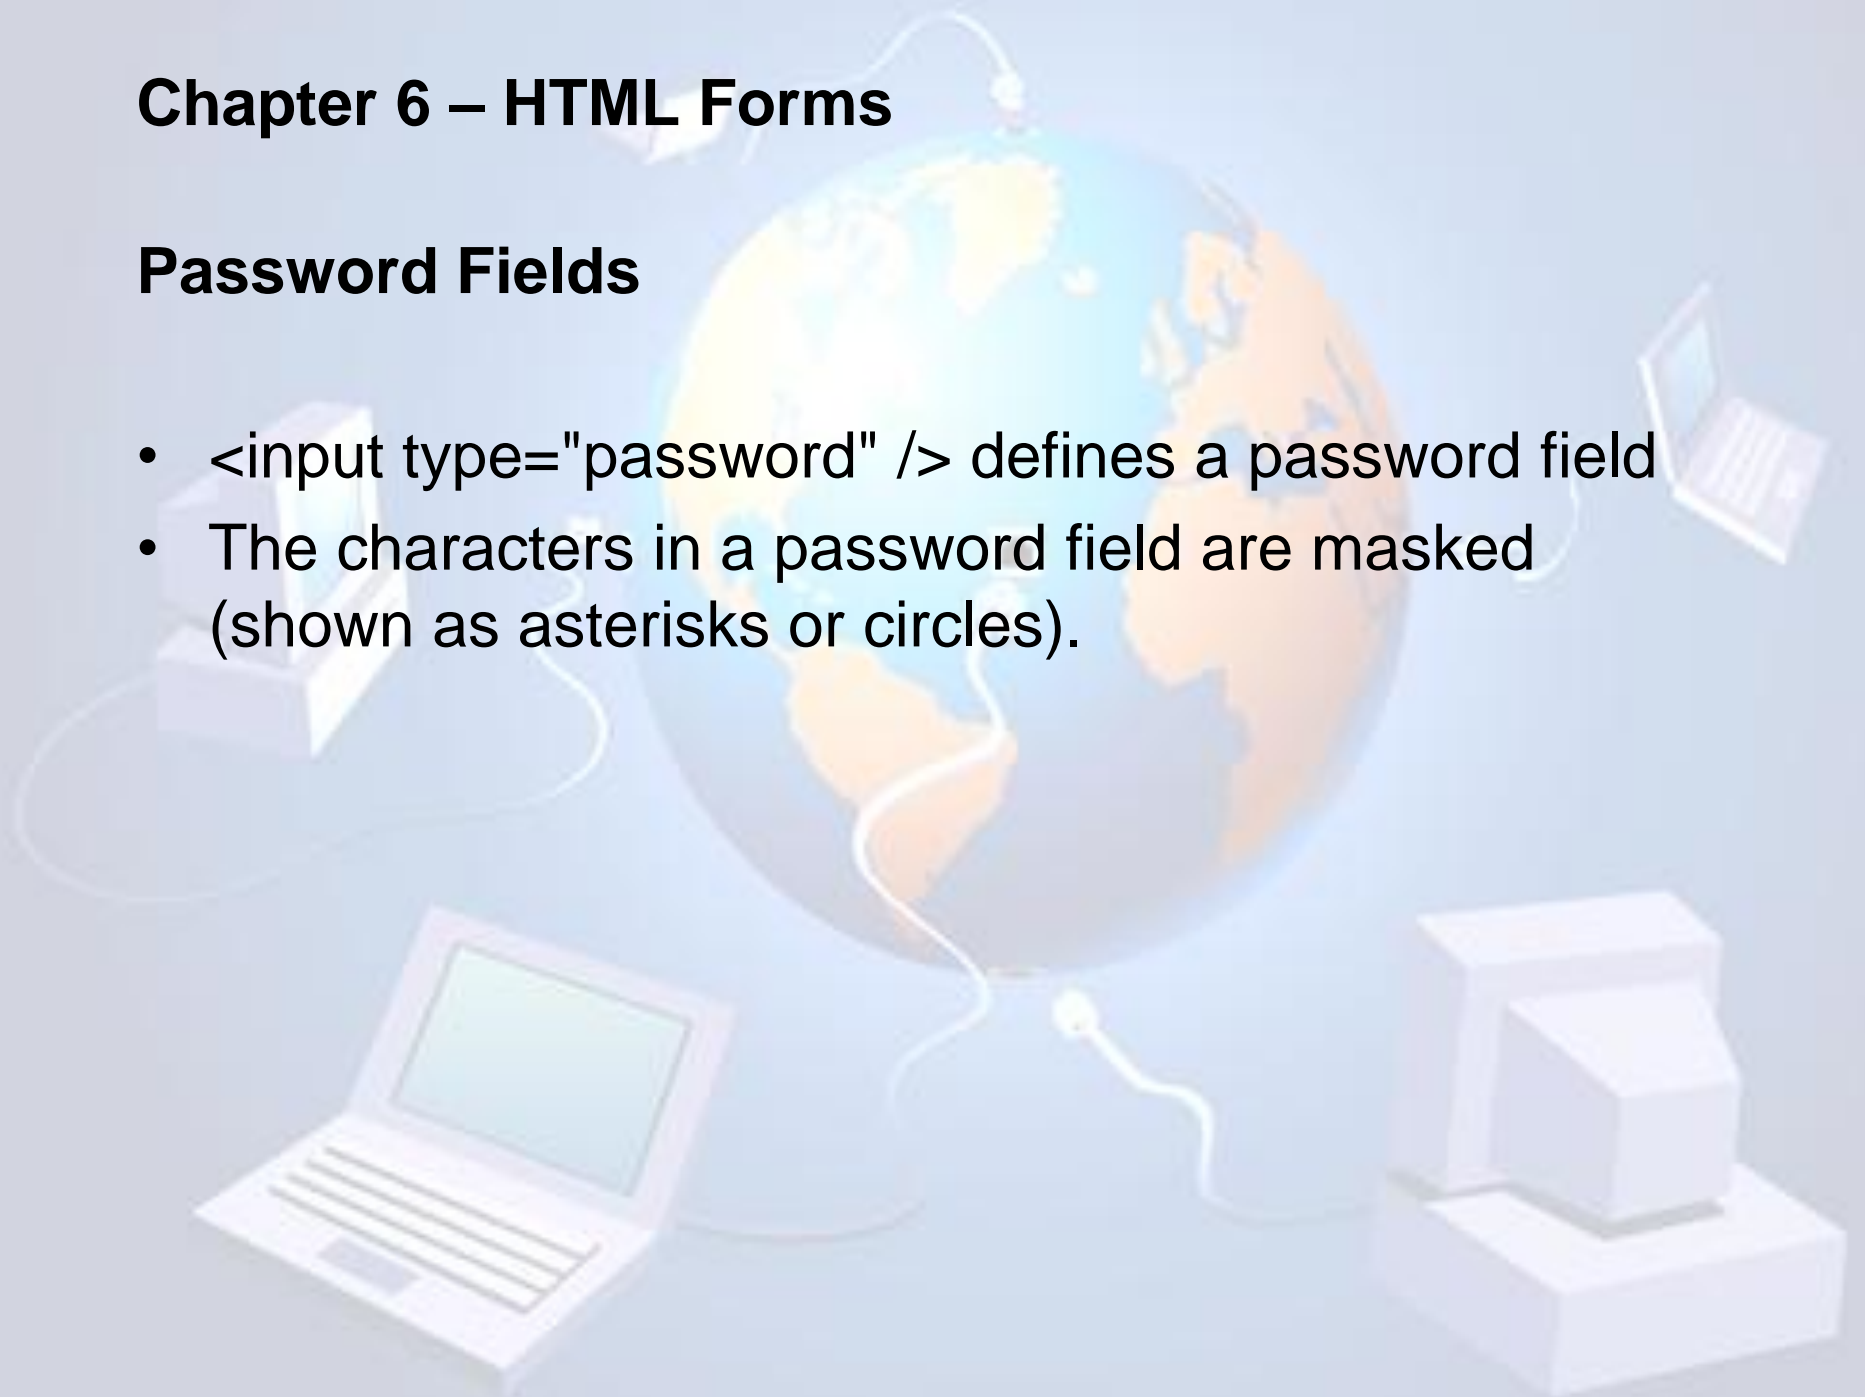 Chapter 6 – HTML Forms
Password Fields
• <input type="password" /> defines a password field
• The characters in a password field are masked
(shown as asterisks or circles).